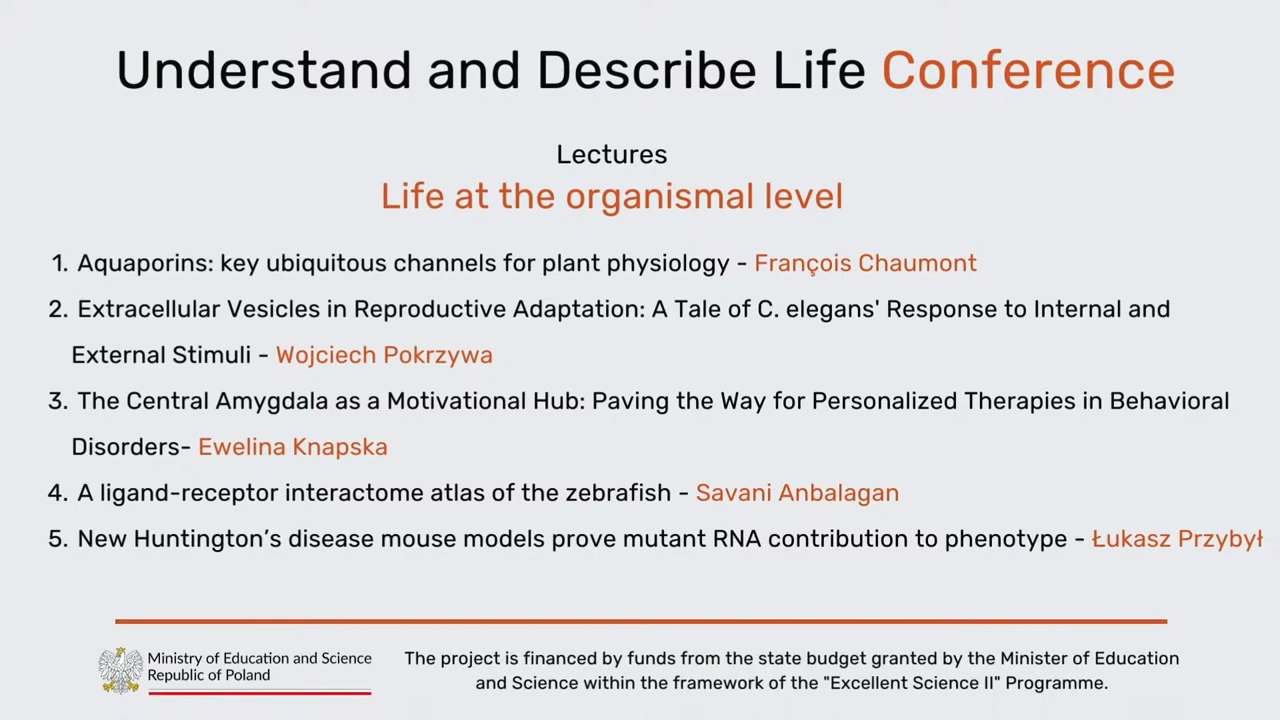 Understand and Describe Life Conference
Lectures
Life at the organismal level
1. Aquaporins: key ubiquitous channels for plant physiology - François Chaumont
2. Extracellular Vesicles in Reproductive Adaptation: A Tale of C. elegans' Response to Internal and
External Stimuli - Wojciech Pokrzywa
3. The Central Amygdala as a Motivational Hub: Paving the Way for Personalized Therapies in Behavioral
Disorders- Ewelina Knapska
4. A ligand-receptor interactome atlas of the zebrafish - Savani Anbalagan
5. New Huntington’s disease mouse models prove mutant RNA contribution to phenotype - Łukasz Przybył
Ministry of Education and Science
Republic of Poland
The project is financed by funds from the state budget granted by the Minister of Education
and Science within the framework of the "Excellent Science II" Programme.